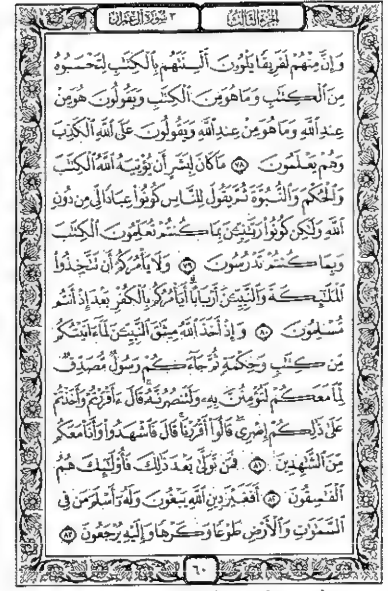 الجزء الثالث ٣ سورة آل عمران
وَإِنَّ مِنْهُمْ لَفَرِيقًا يَلْوُۥنَ أَلْسِنَتَهُم بِٱلْكِتَٰبِ لِتَحْسَبُوهُ
مِنَ ٱلْكِتَٰبِ وَمَا هُوَ مِنَ ٱلْكِتَٰبِ وَيَقُولُونَ هُوَ مِنْ
عِندِ ٱللَّهِ وَمَا هُوَ مِنْ عِندِ ٱللَّهِ وَيَقُولُونَ عَلَى ٱللَّهِ ٱلْكَذِبَ
وَهُمْ يَعْلَمُونَ ٧٨ مَا كَانَ لِبَشَرٍ أَن يُؤْتِيَهُ ٱللَّهُ ٱلْكِتَٰبَ
وَٱلْحُكْمَ وَٱلنُّبُوَّةَ ثُمَّ يَقُولَ لِلنَّاسِ كُونُوا۟ عِبَادًا لِّى مِن دُونِ
ٱللَّهِ وَلَٰكِن كُونُوا۟ رَبَّٰنِيِّۦنَ بِمَا كُنتُمْ تُعَلِّمُونَ ٱلْكِتَٰبَ
وَبِمَا كُنتُمْ تَدْرُسُونَ ٧٩ وَلَا يَأْمُرَكُمْ أَن تَتَّخِذُوا۟
ٱلْمَلَٰٓئِكَةَ وَٱلنَّبِيِّۦنَ أَرْبَابًا أَيَأْمُرُكُم بِٱلْكُفْرِ بَعْدَ إِذْ أَنتُم
مُّسْلِمُونَ ٨٠ وَإِذْ أَخَذَ ٱللَّهُ مِيثَٰقَ ٱلنَّبِيِّۦنَ لَمَآ ءَاتَيْتُكُم
مِّن كِتَٰبٍ وَحِكْمَةٍ ثُمَّ جَآءَكُمْ رَسُولٌ مُّصَدِّقٌ
لِّمَا مَعَكُمْ لَتُؤْمِنُنَّ بِهِۦ وَلَتَنصُرُنَّهُۥ قَالَ ءَأَقْرَرْتُمْ وَأَخَذْتُمْ
عَلَىٰ ذَٰلِكُمْ إِصْرِى قَالُوٓا۟ أَقْرَرْنَا قَالَ فَٱشْهَدُوا۟ وَأَنَا۠ مَعَكُم
مِّنَ ٱلشَّٰهِدِينَ ٨١ فَمَن تَوَلَّىٰ بَعْدَ ذَٰلِكَ فَأُو۟لَٰٓئِكَ هُمُ
ٱلْفَٰسِقُونَ ٨٢ أَفَغَيْرَ دِينِ ٱللَّهِ يَبْغُونَ وَلَهُۥٓ أَسْلَمَ مَن فِى
ٱلسَّمَٰوَٰتِ وَٱلْأَرْضِ طَوْعًا وَكَرْهًا وَإِلَيْهِ يُرْجَعُونَ ٨٣
٦٠